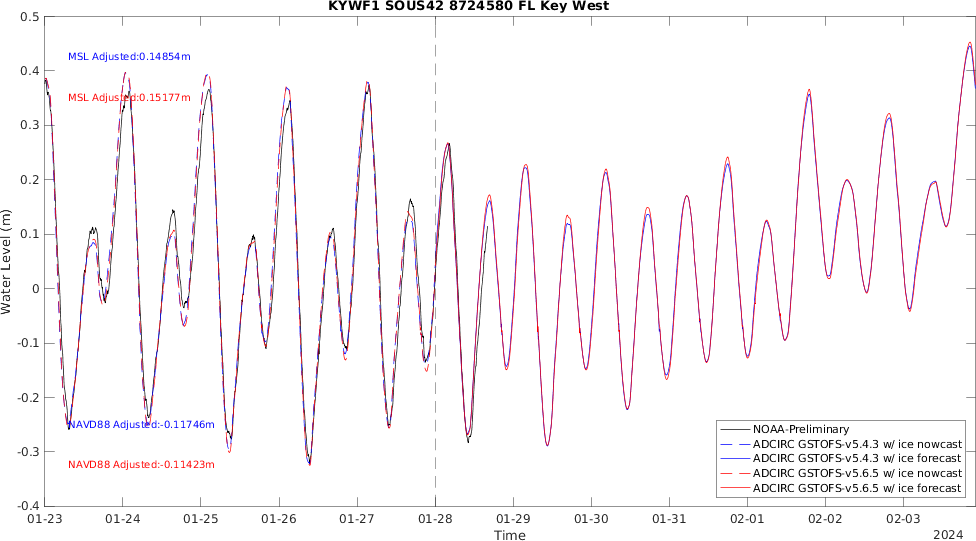 KYWF1 SOUS42 8724580 FL Key West
0.5
0.4
0.3
0.2
0.1
0
-0.1
-0.2
-0.3
-0.4
Water Level (m)
MSL Adjusted:0.14854m
MSL Adjusted:0.15177m
NAVD88 Adjusted:-0.11746m
NAVD88 Adjusted:-0.11423m
NOAA-Preliminary
ADCIRC GSTOFS-v5.4.3 w/ ice nowcast
ADCIRC GSTOFS-v5.4.3 w/ ice forecast
ADCIRC GSTOFS-v5.6.5 w/ ice nowcast
ADCIRC GSTOFS-v5.6.5 w/ ice forecast
01-23 01-24 01-25 01-26 01-27 01-28 01-29 01-30 01-31 02-01 02-02 02-03
Time
2024